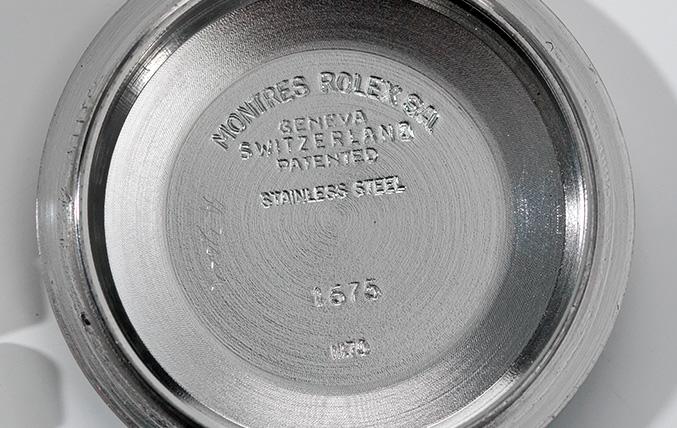 MONTRES ROLEX S.A.
GENEVA
SWITZERLAND
PATENTED
STAINLESS STEEL
1675